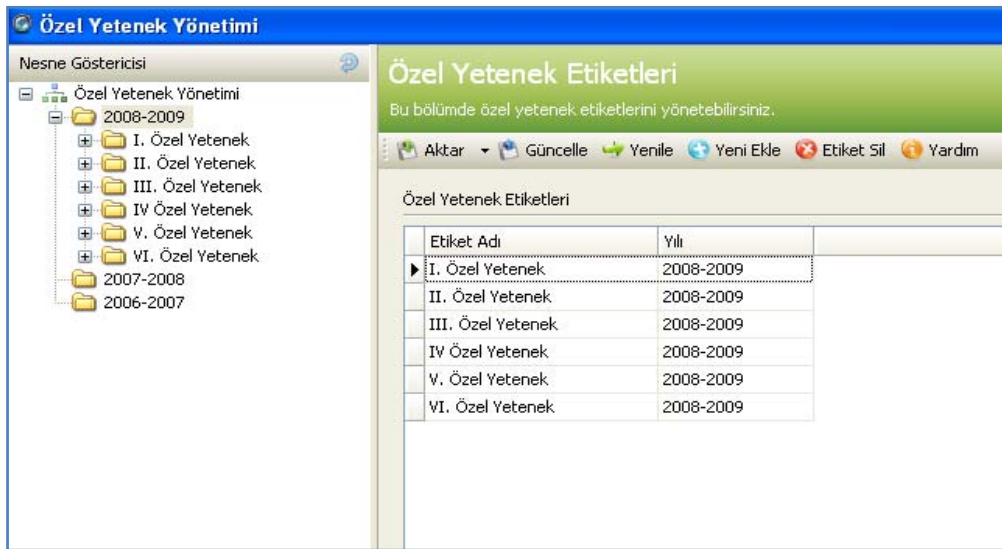 Özel Yetenek Yönetimi
Nesne Göstericisi
Özel Yetenek Yönetimi
2008-2009
I. Özel Yetenek
II. Özel Yetenek
III. Özel Yetenek
IV Özel Yetenek
V. Özel Yetenek
VI. Özel Yetenek
2007-2008
2006-2007
Özel Yetenek Etiketleri
Bu bölümde özel yetenek etiketlerini yönetebilirsiniz.
Aktar Güncelle Yenile Yeni Ekle Etiket Sil Yardım
Özel Yetenek Etiketleri
Etiket Adı Yılı
I. Özel Yetenek 2008-2009
II. Özel Yetenek 2008-2009
III. Özel Yetenek 2008-2009
IV Özel Yetenek 2008-2009
V. Özel Yetenek 2008-2009
VI. Özel Yetenek 2008-2009